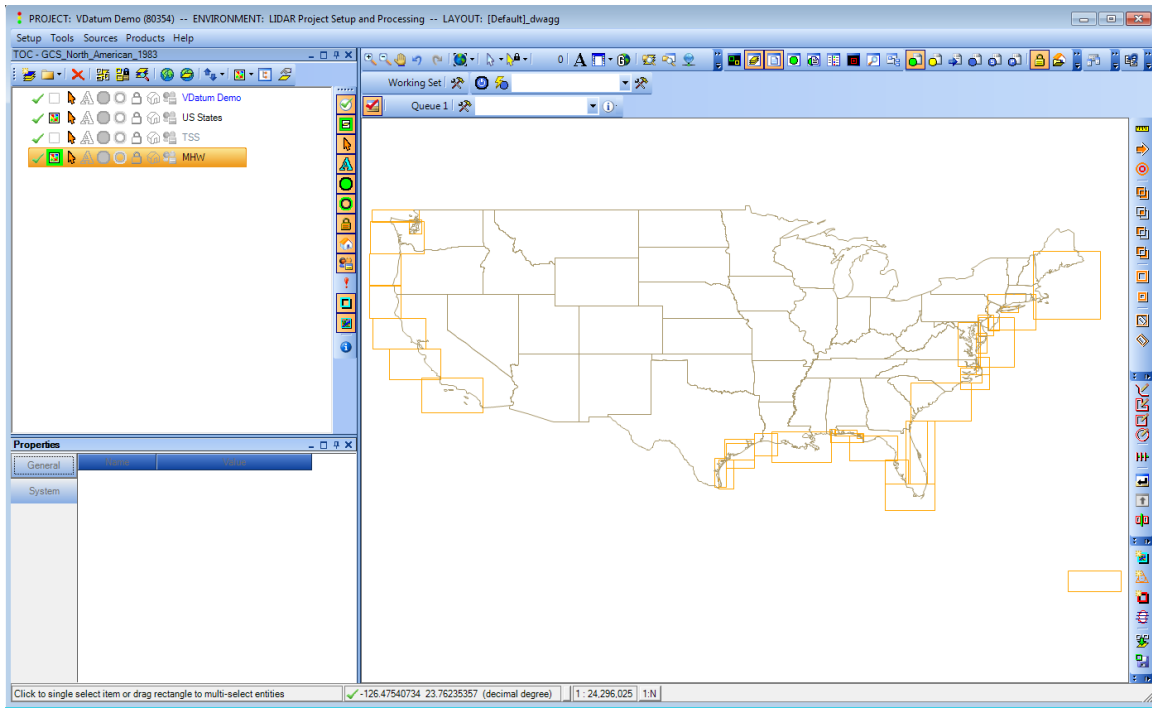 PROJECT: VDatum Demo (80354) -- ENVIRONMENT: LIDAR Project Setup and Processing -- LAYOUT: [Default]_dwagg
Setup Tools Sources Products Help
TOC - GCS_North_American_1983
0
Working Set
Queue 1
VDatum Demo
US States
TSS
MHW
Properties
General
Name
Value
System
Click to single select item or drag rectangle to multi-select entities
-126.47540734 23.76235357 (decimal degree)
1 : 24,296,025
1:N